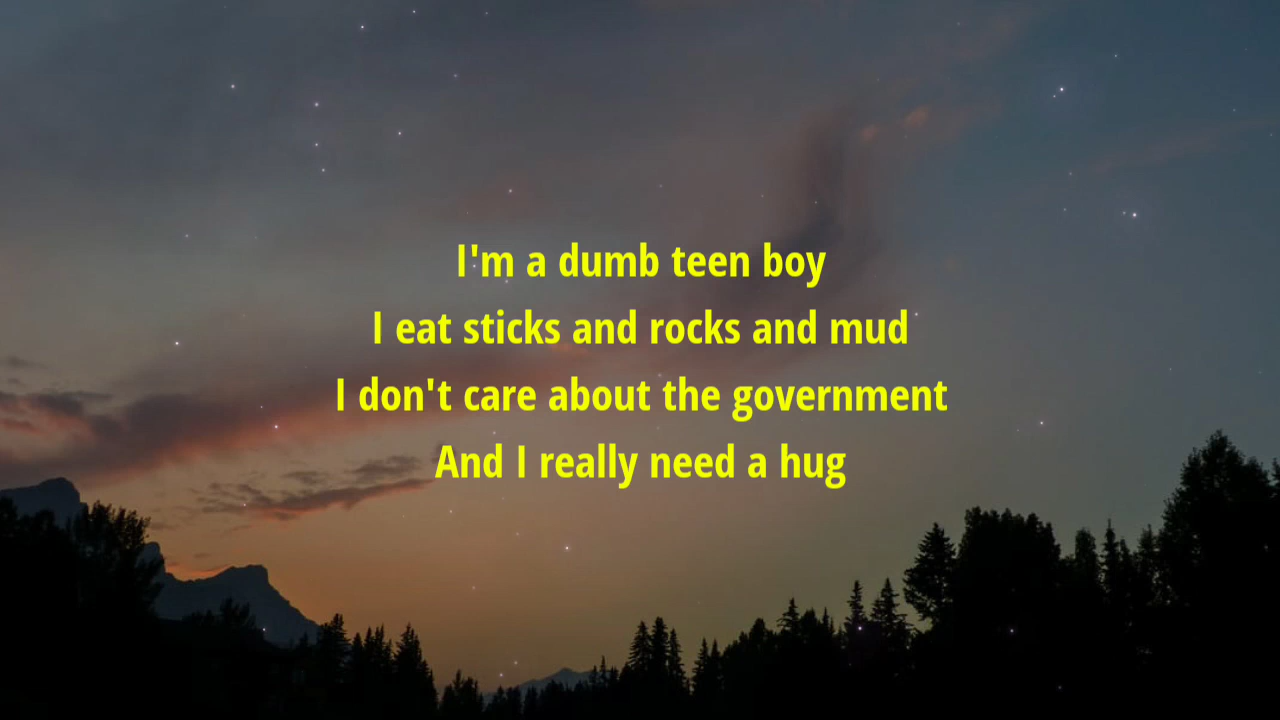 I'm a dumb teen boy
I eat sticks and rocks and mud
I don't care about the government
And I really need a hug